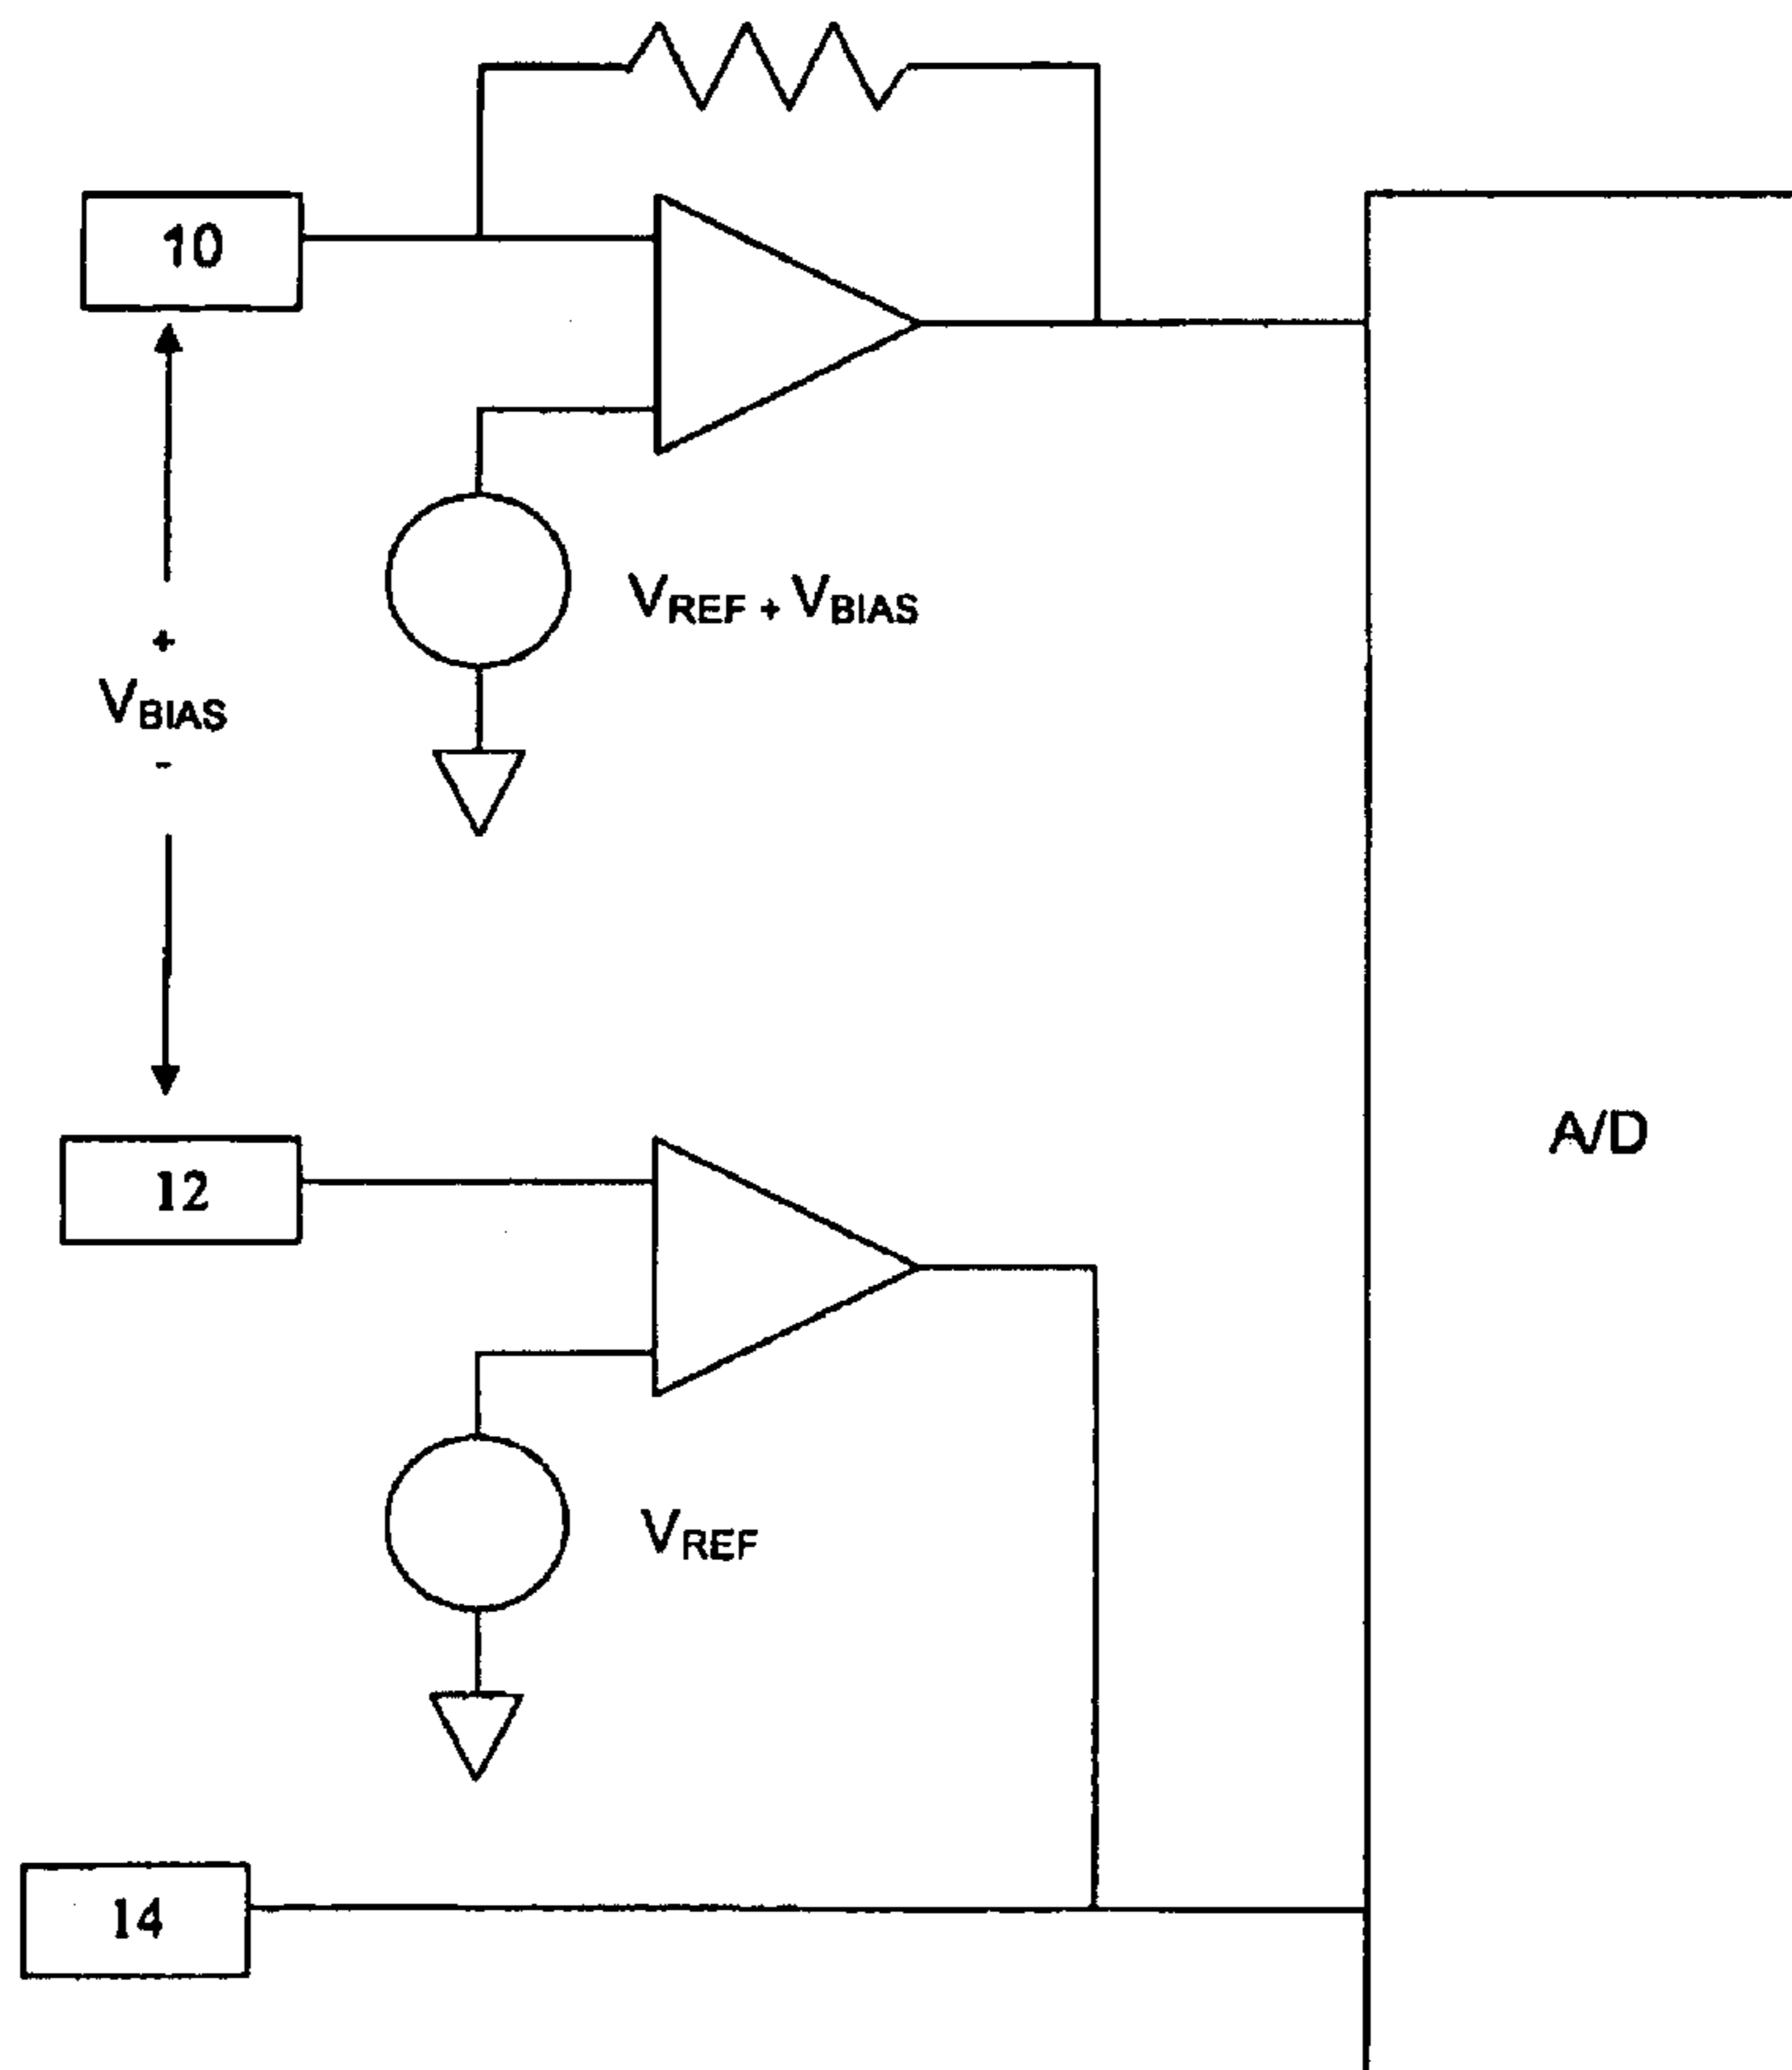 10
VREF + VBIAS
+
VBIAS
-
A/D
12
VREF
14